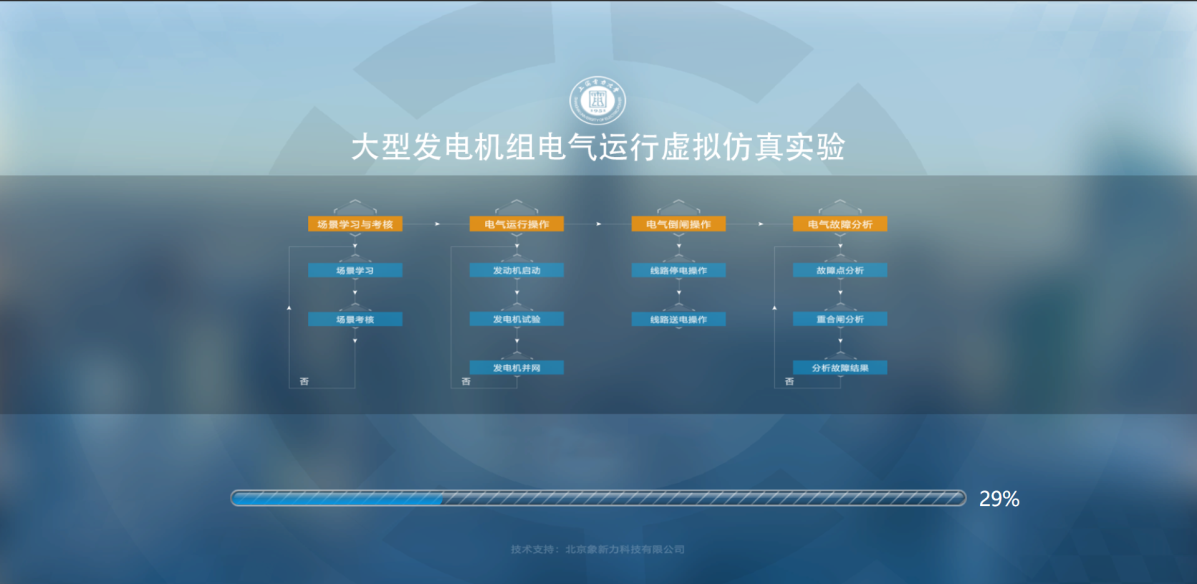 大型发电机组电气运行虚拟仿真实验
场景学习与考核 电气运行操作 电气倒闸操作 电气故障分析
场景学习 发动机启动 线路停电操作 故障点分析
场景考核 发电机试验 线路送电操作 重合闸分析
发电机并网 分析故障结果
否 否 否
29%
技术支持：北京象新力科技有限公司